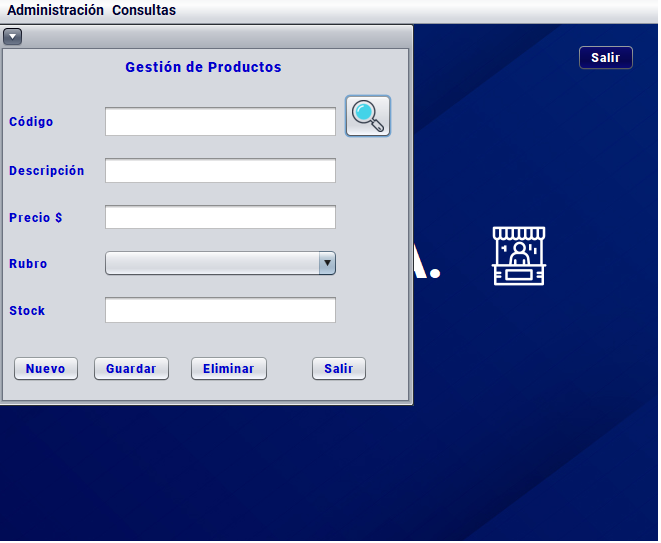 Administración Consultas
Salir
Gestión de Productos
Código
Descripción
Precio $
Rubro
Stock
A.
Nuevo Guardar Eliminar Salir